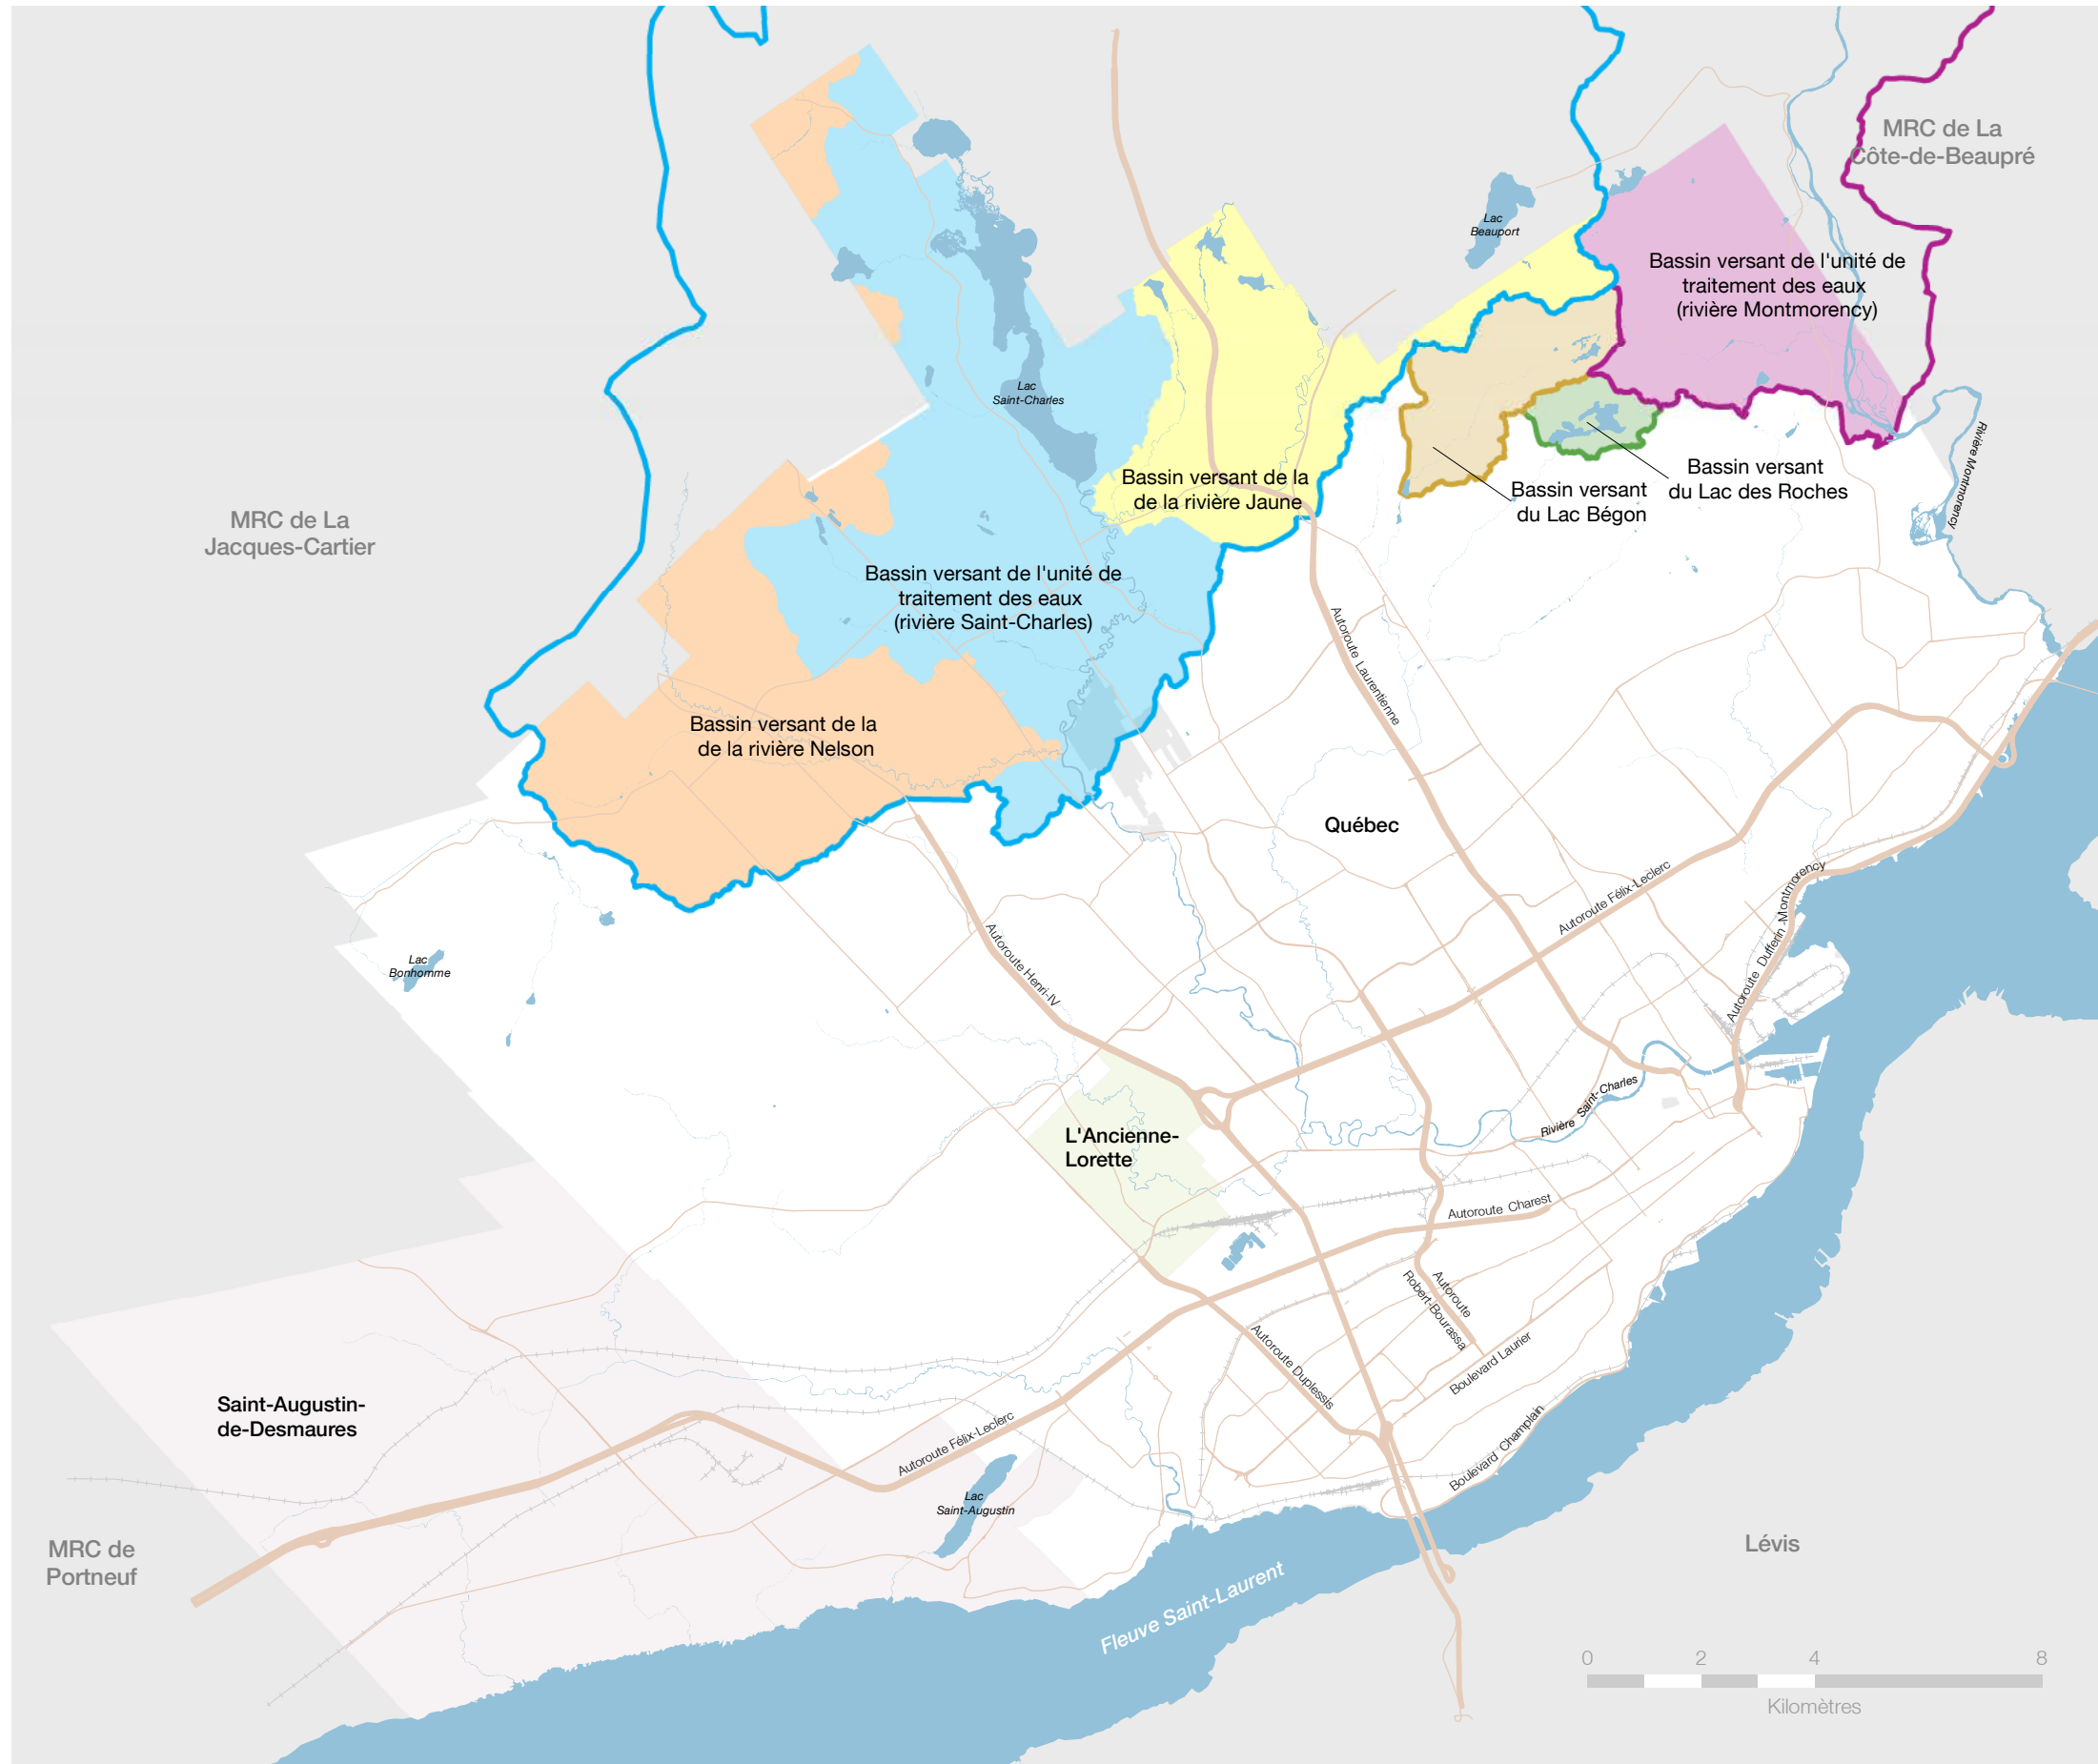 MRC de La
Côte-de-Beaupré
Lac
Beauport
Bassin versant de l'unité de
traitement des eaux
(rivière Montmorency)
Lac
Saint-Charles
Bassin versant de la
de la rivière Jaune
Bassin versant
du Lac des Roches
Bassin versant
du Lac Bégon
Rivière Montmorency
MRC de La
Jacques-Cartier
Bassin versant de l'unité de
traitement des eaux
(rivière Saint-Charles)
Autoroute Laurentienne
Bassin versant de la
de la rivière Nelson
Québec
Autoroute Félix-Leclerc
Autoroute Dufferin -Montmorency
Lac
Bonhomme
Autoroute Henri-IV
Rivière Saint-Charles
L'Ancienne-
Lorette
Autoroute Charest
Autoroute
Robert-Bourassa
Autoroute Duplessis
Boulevard Laurier
Boulevard Champlain
Saint-Augustin-
de-Desmaures
Autoroute Félix-Leclerc
Lac
Saint-Augustin
MRC de
Portneuf
Lévis
Fleuve Saint-Laurent
0 2 4 8
Kilomètres